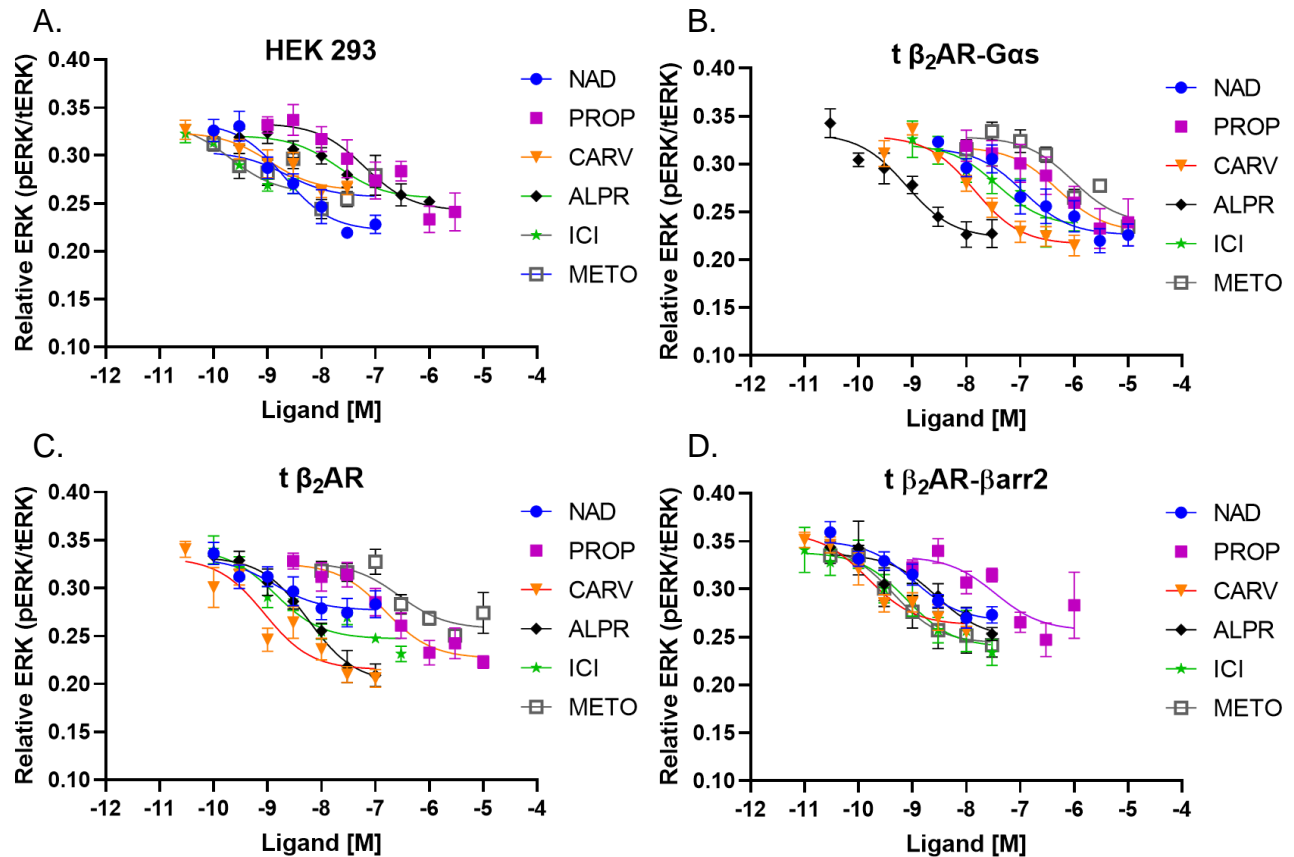 A.
HEK 293
Relative ERK (pERK/tERK)
0.40
0.35
0.30
0.25
0.20
0.15
0.10
-12 -11 -10 -9 -8 -7 -6 -5 -4
Ligand [M]
NAD
PROP
CARV
ALPR
ICI
METO
B.
t β₂AR-Gαs
Relative ERK (pERK/tERK)
0.40
0.35
0.30
0.25
0.20
0.15
0.10
-12 -11 -10 -9 -8 -7 -6 -5 -4
Ligand [M]
NAD
PROP
CARV
ALPR
ICI
METO
C.
t β₂AR
Relative ERK (pERK/tERK)
0.40
0.35
0.30
0.25
0.20
0.15
0.10
-12 -11 -10 -9 -8 -7 -6 -5 -4
Ligand [M]
NAD
PROP
CARV
ALPR
ICI
METO
D.
t β₂AR-βarr2
Relative ERK (pERK/tERK)
0.40
0.35
0.30
0.25
0.20
0.15
0.10
-12 -11 -10 -9 -8 -7 -6 -5 -4
Ligand [M]
NAD
PROP
CARV
ALPR
ICI
METO